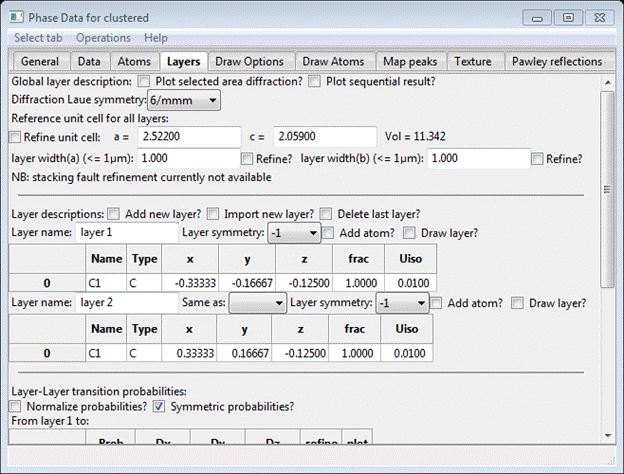 Phase Data for clustered
Select tab Operations Help
General Data Atoms Layers Draw Options Draw Atoms Map peaks Texture Pawley reflections
Global layer description: Plot selected area diffraction? Plot sequential result?
Diffraction Laue symmetry: 6/mmm
Reference unit cell for all layers:
Refine unit cell: a = 2.52200 c = 2.05900 Vol = 11.342
layer width(a) (<= 1µm): 1.000 Refine? layer width(b) (<= 1µm): 1.000 Refine?
NB: stacking fault refinement currently not available
Layer descriptions: Add new layer? Import new layer? Delete last layer?
Layer name: layer 1 Layer symmetry: -1 Add atom? Draw layer?
Name Type x y z frac Uiso
0 C1 C -0.33333 -0.16667 -0.12500 1.0000 0.0100
Layer name: layer 2 Same as: Layer symmetry: -1 Add atom? Draw layer?
Name Type x y z frac Uiso
0 C1 C 0.33333 0.16667 -0.12500 1.0000 0.0100
Layer-Layer transition probabilities:
Normalize probabilities? Symmetric probabilities?
From layer 1 to:
Prob Dx Dy Dz refine plot